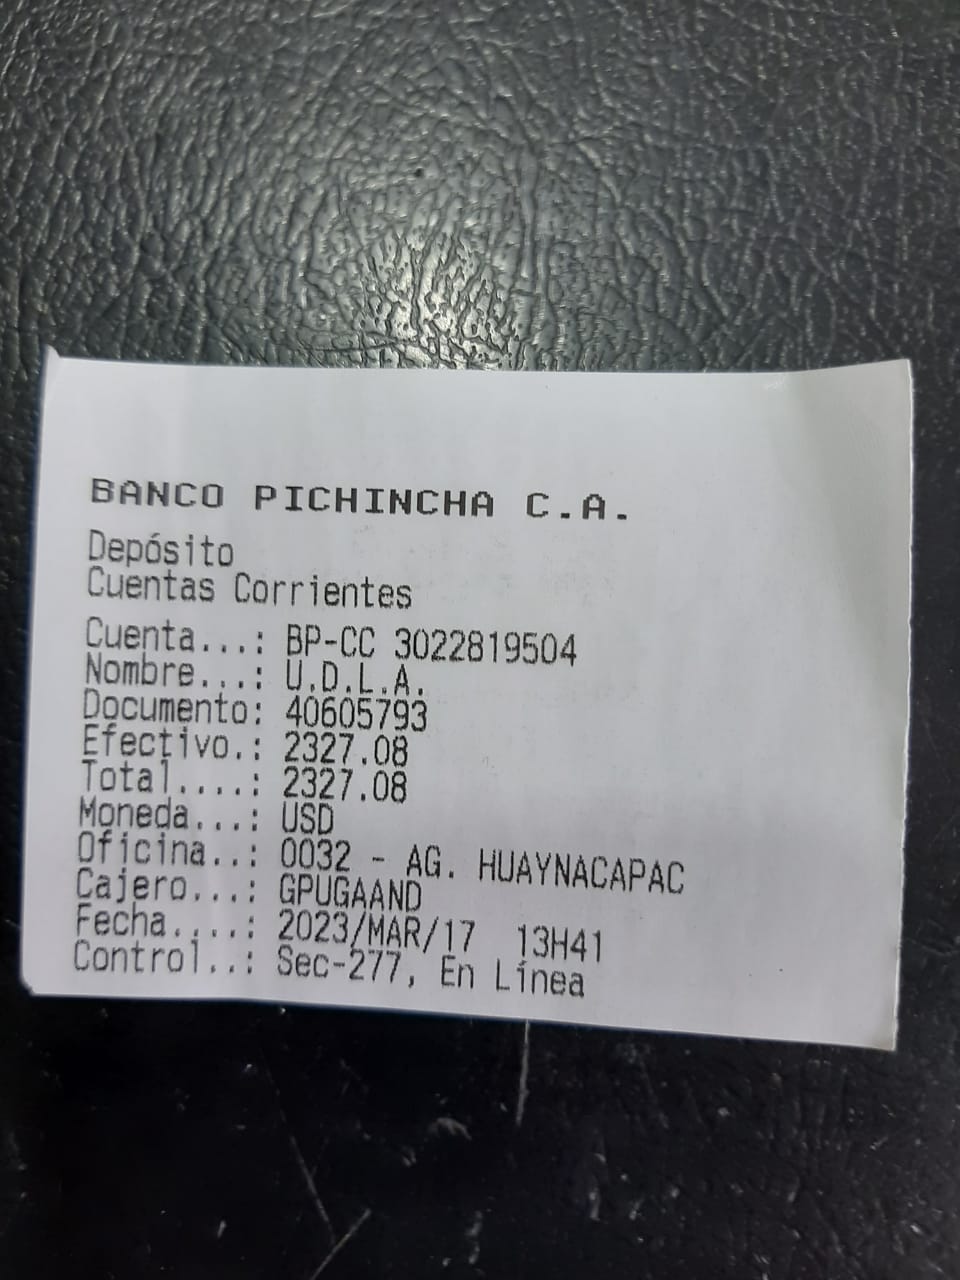 BANCO PICHINCHA C.A.
Depósito
Cuentas Corrientes
Cuenta...: BP-CC 3022819504
Nombre...: U.D.L.A.
Documento: 40605793
Efectivo.: 2327.08
Total....: 2327.08
Moneda...: USD
Oficina..: 0032 - AG. HUAYNACAPAC
Cajero...: GPUGAAND
Fecha....: 2023/MAR/17 13H41
Control..: Sec-277, En Línea